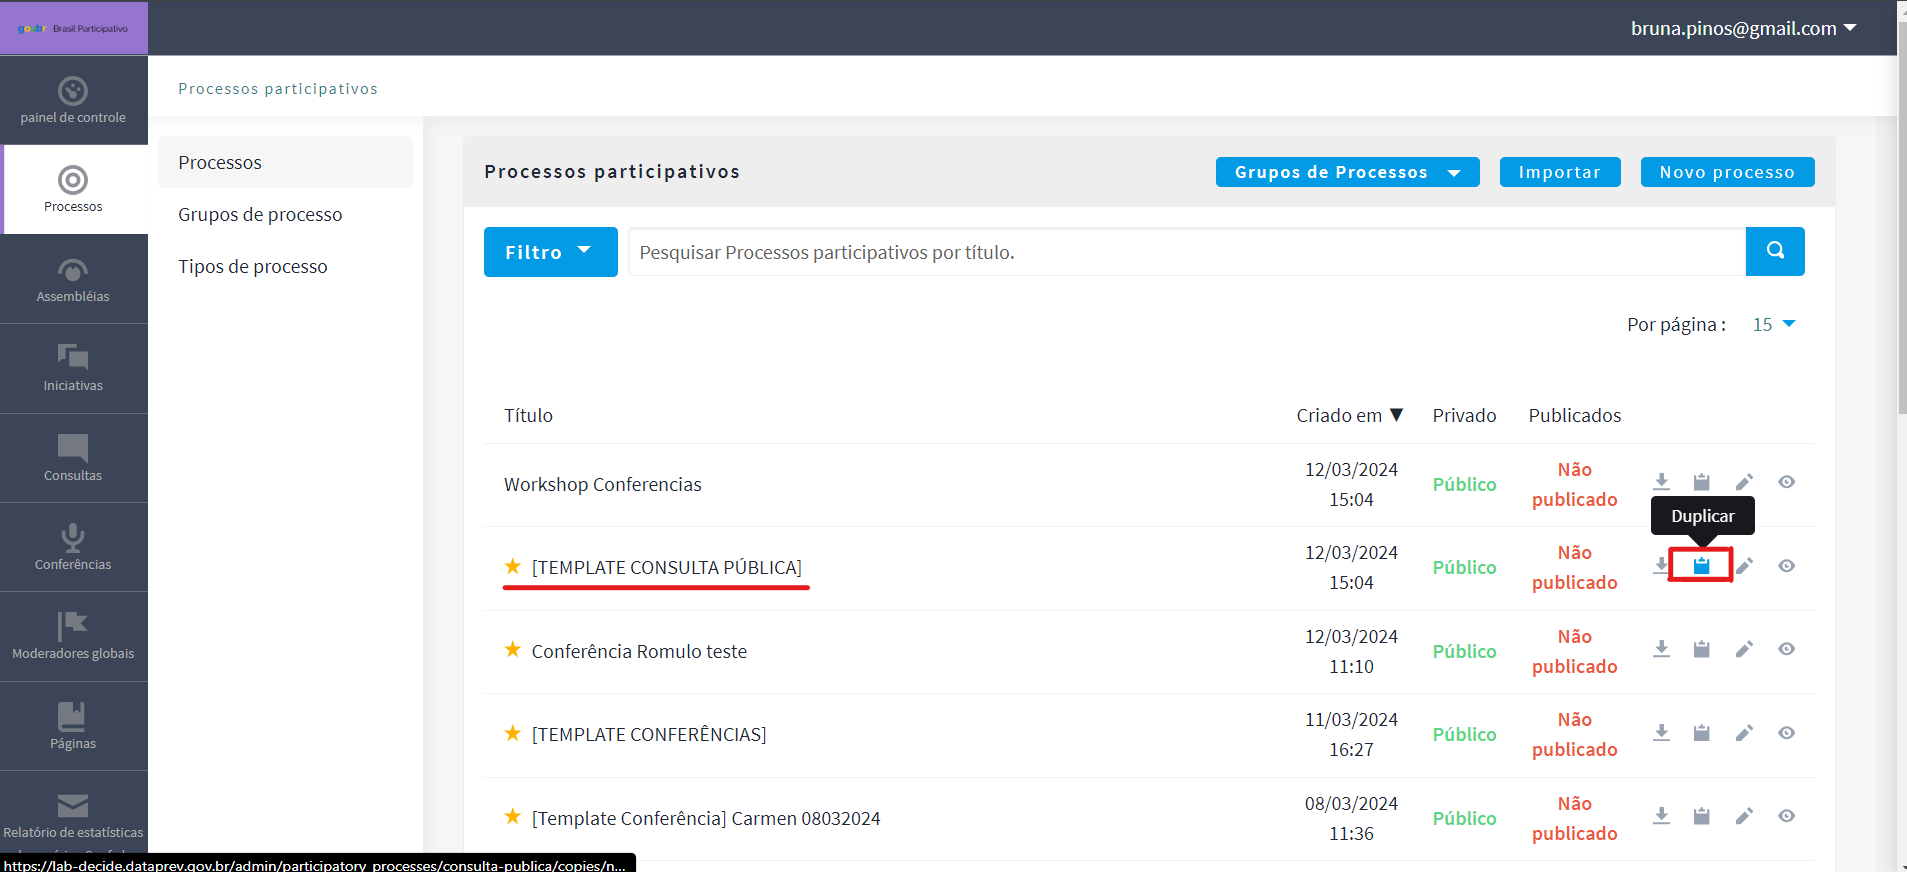 gov.br Brasil Participativo
bruna.pinos@gmail.com
painel de controle
Processos
Assembléias
Iniciativas
Consultas
Conferências
Moderadores globais
Páginas
Relatório de estatísticas
Processos participativos
Processos
Grupos de processo
Tipos de processo
Processos participativos
Grupos de Processos
Importar
Novo processo
Filtro
Pesquisar Processos participativos por título.
Por página : 15
Título Criado em ▼ Privado Publicados
Workshop Conferencias 12/03/2024 15:04 Público Não publicado
Duplicar
[TEMPLATE CONSULTA PÚBLICA] 12/03/2024 15:04 Público Não publicado
Conferência Romulo teste 12/03/2024 11:10 Público Não publicado
[TEMPLATE CONFERÊNCIAS] 11/03/2024 16:27 Público Não publicado
[Template Conferência] Carmen 08032024 08/03/2024 11:36 Público Não publicado
https://lab-decide.dataprev.gov.br/admin/participatory_processes/consulta-publica/copies/n...